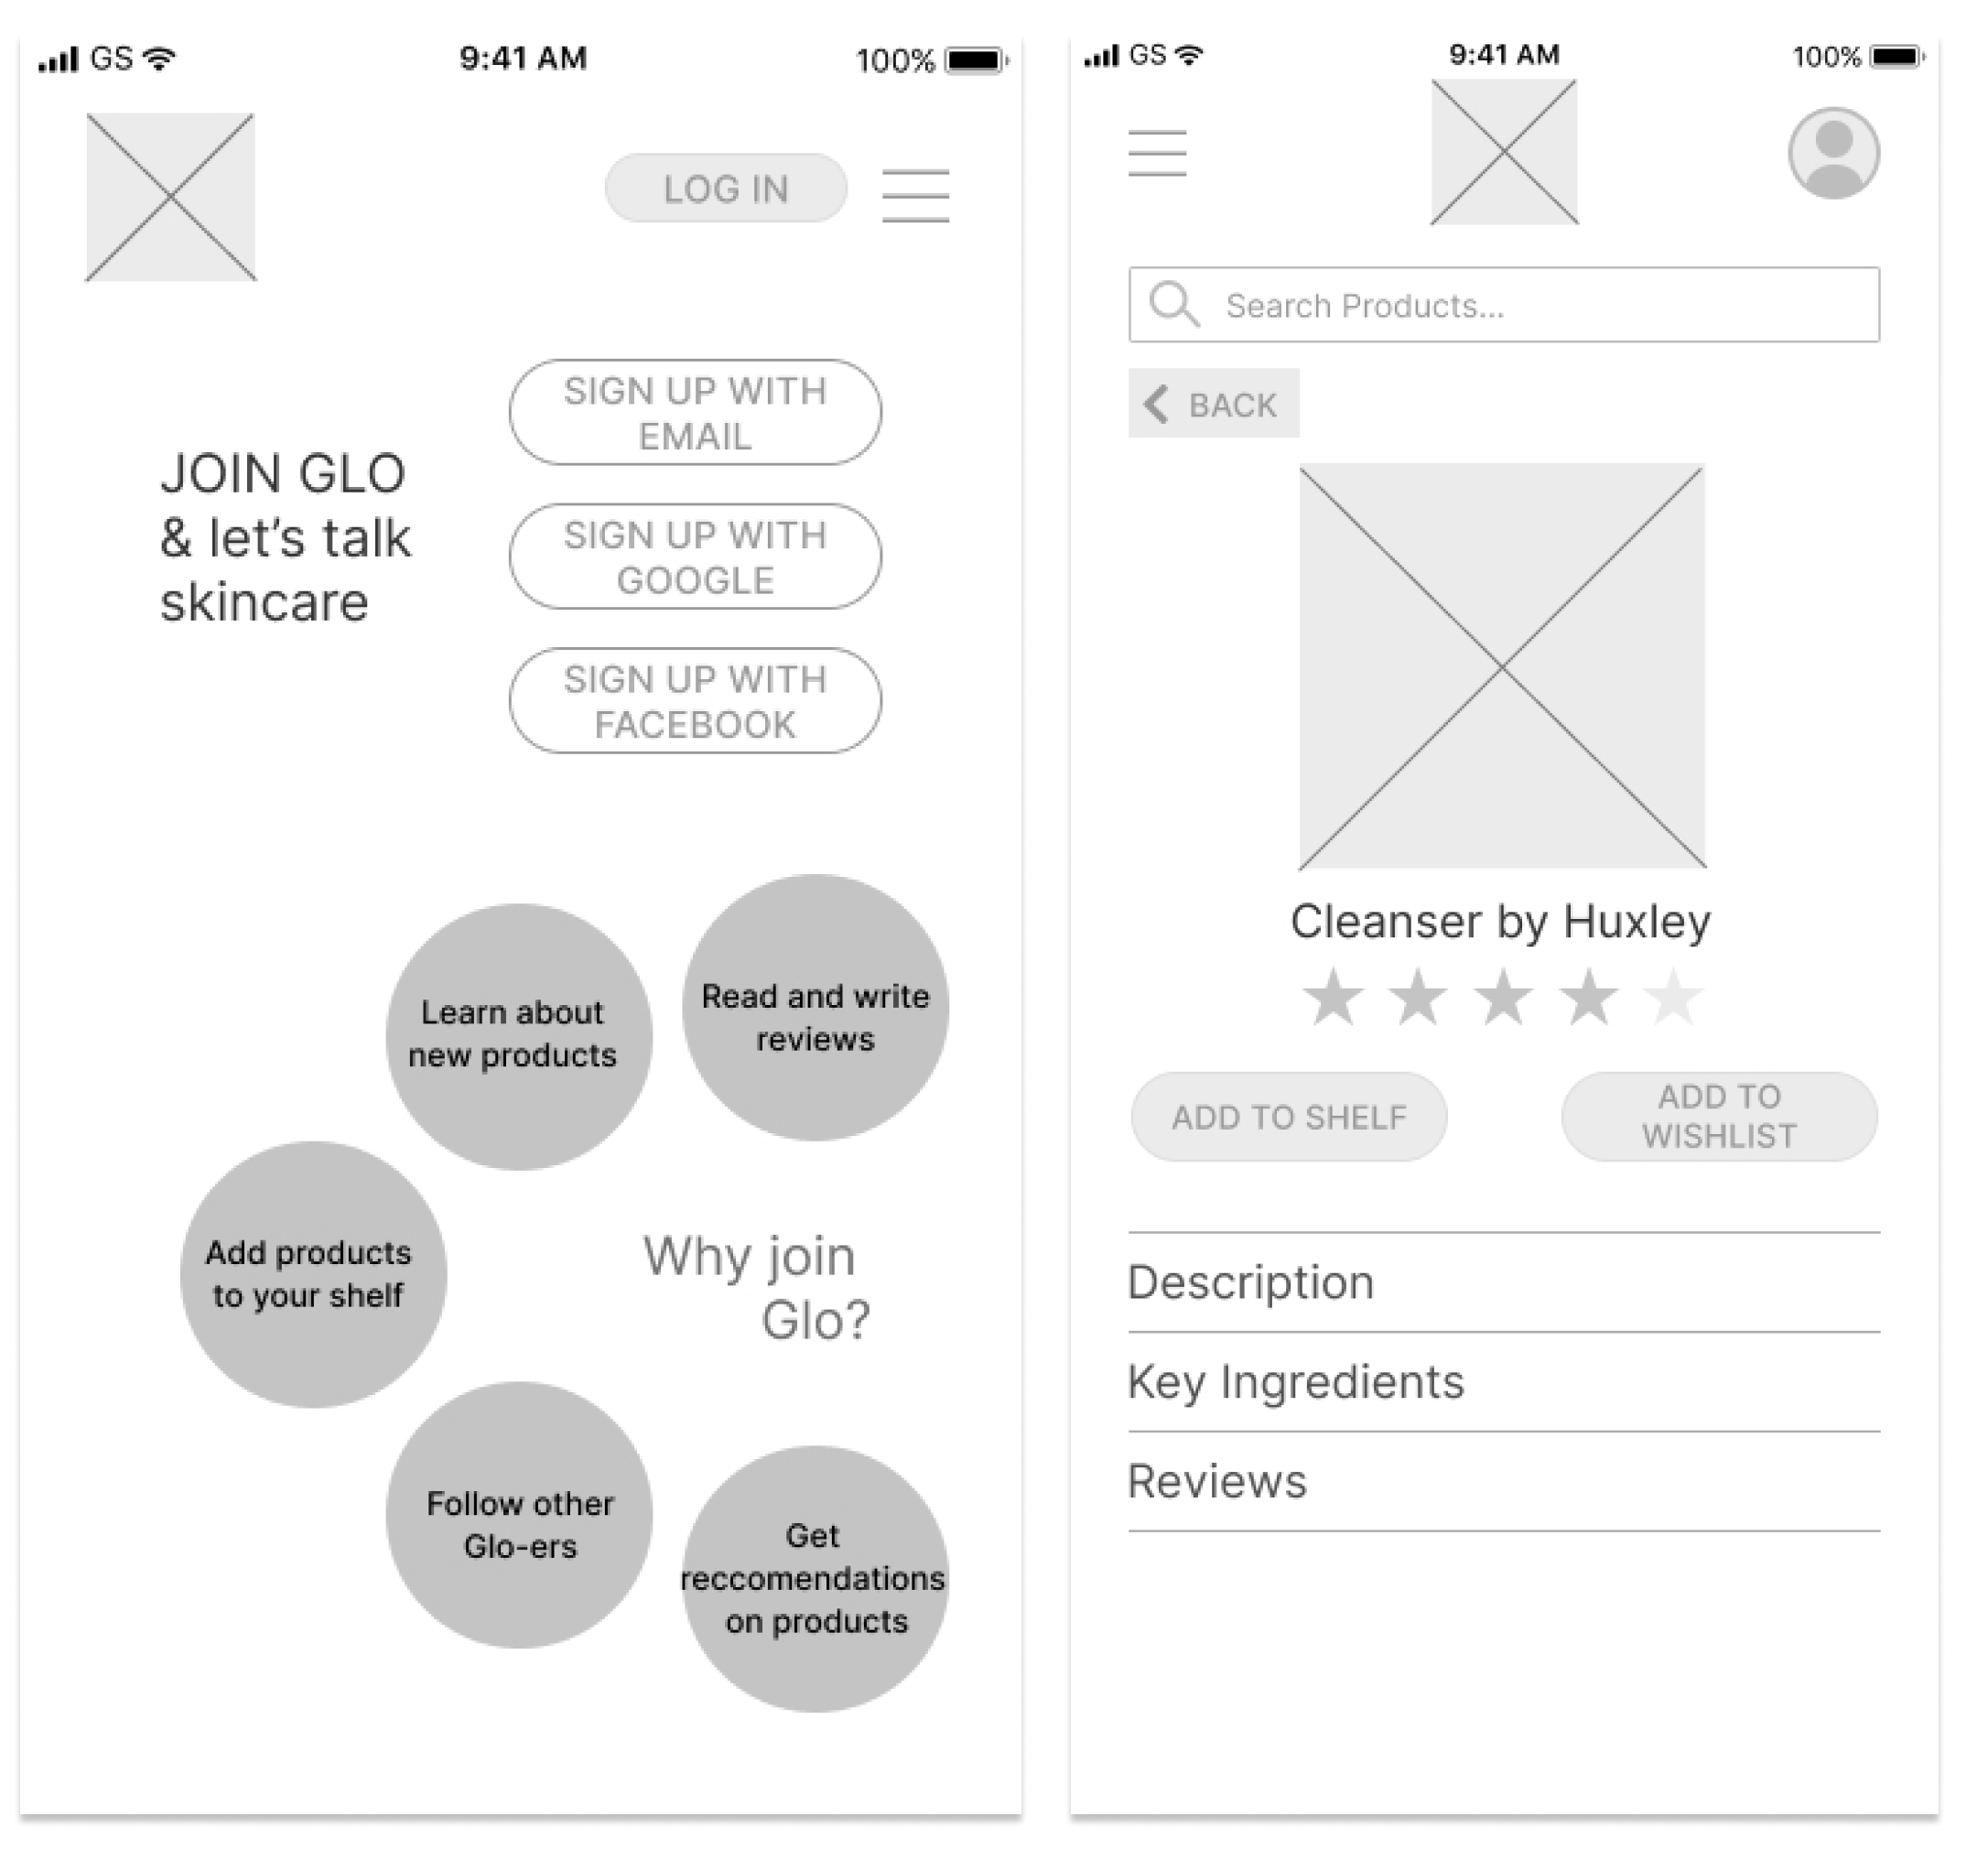 GS 9:41 AM 100%
LOG IN
JOIN GLO
& let's talk
skincare
SIGN UP WITH
EMAIL
SIGN UP WITH
GOOGLE
SIGN UP WITH
FACEBOOK
Learn about
new products
Read and write
reviews
Add products
to your shelf
Why join
Glo?
Follow other
Glo-ers
Get
reccomendations
on products
GS 9:41 AM 100%
Search Products...
BACK
Cleanser by Huxley
ADD TO SHELF
ADD TO
WISHLIST
Description
Key Ingredients
Reviews